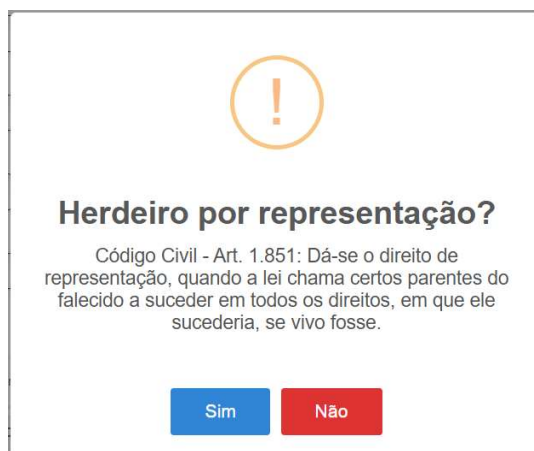 !
Herdeiro por representação?
Código Civil - Art. 1.851: Dá-se o direito de
representação, quando a lei chama certos parentes do
falecido a suceder em todos os direitos, em que ele
sucederia, se vivo fosse.
Sim Não